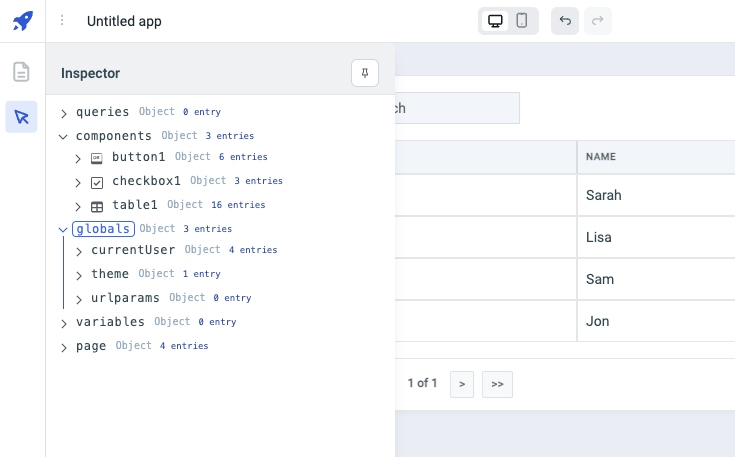 Untitled app
Inspector
queries Object 0 entry
components Object 3 entries
button1 Object 6 entries
checkbox1 Object 3 entries
table1 Object 16 entries
globals Object 3 entries
currentUser Object 4 entries
theme Object 1 entry
urlparams Object 0 entry
variables Object 0 entry
page Object 4 entries
ch
NAME
Sarah
Lisa
Sam
Jon
1 of 1 > >>